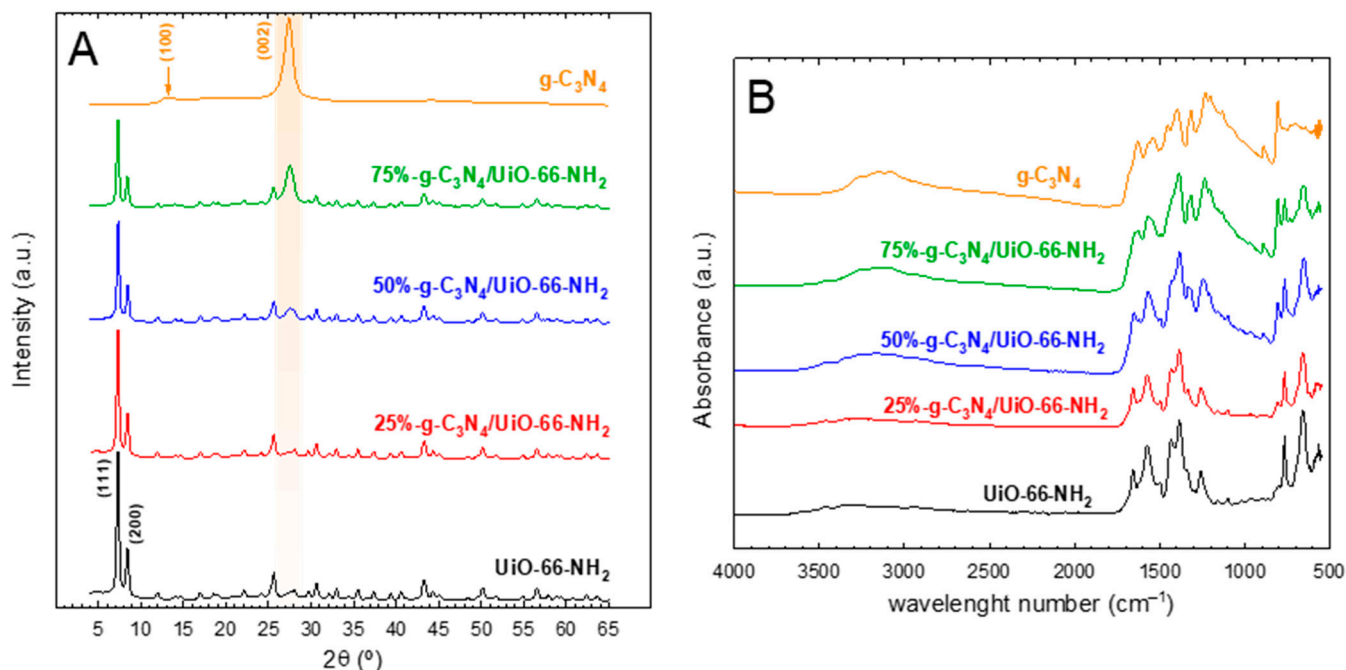 A
(100)
(002)
g-C₃N₄
75%-g-C₃N₄/UiO-66-NH₂
50%-g-C₃N₄/UiO-66-NH₂
25%-g-C₃N₄/UiO-66-NH₂
(111)
(200)
UiO-66-NH₂
Intensity (a.u.)
5 10 15 20 25 30 35 40 45 50 55 60 65
2θ (º)
B
g-C₃N₄
75%-g-C₃N₄/UiO-66-NH₂
50%-g-C₃N₄/UiO-66-NH₂
25%-g-C₃N₄/UiO-66-NH₂
UiO-66-NH₂
Absorbance (a.u.)
4000 3500 3000 2500 2000 1500 1000 500
wavelenght number (cm⁻¹)